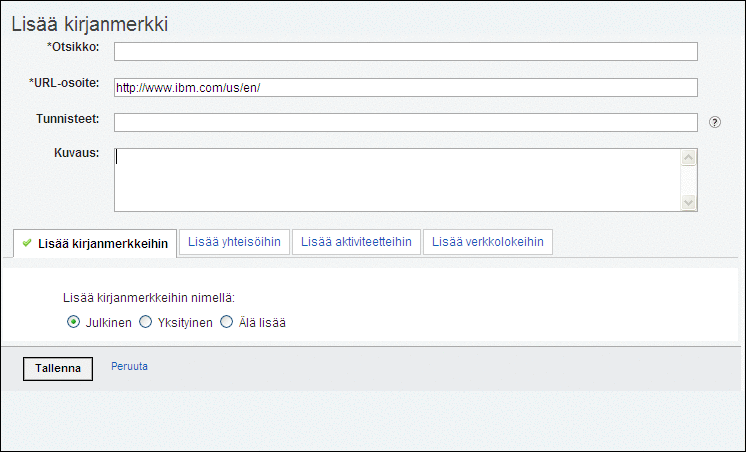 Lisää kirjanmerkki
*Otsikko:
*URL-osoite: http://www.ibm.com/us/en/
Tunnisteet: ?
Kuvaus:
Lisää kirjanmerkkeihin Lisää yhteisöihin Lisää aktiviteetteihin Lisää verkkolokeihin
Lisää kirjanmerkkeihin nimellä:
Julkinen Yksityinen Älä lisää
Tallenna Peruuta